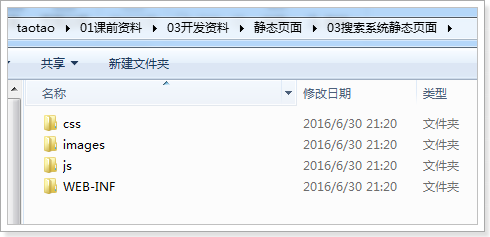 taotao ▸ 01课前资料 ▸ 03开发资料 ▸ 静态页面 ▸ 03搜索系统静态页面 ▸
共享 ▼ 新建文件夹
名称 修改日期 类型
css 2016/6/30 21:20 文件夹
images 2016/6/30 21:20 文件夹
js 2016/6/30 21:20 文件夹
WEB-INF 2016/6/30 21:20 文件夹